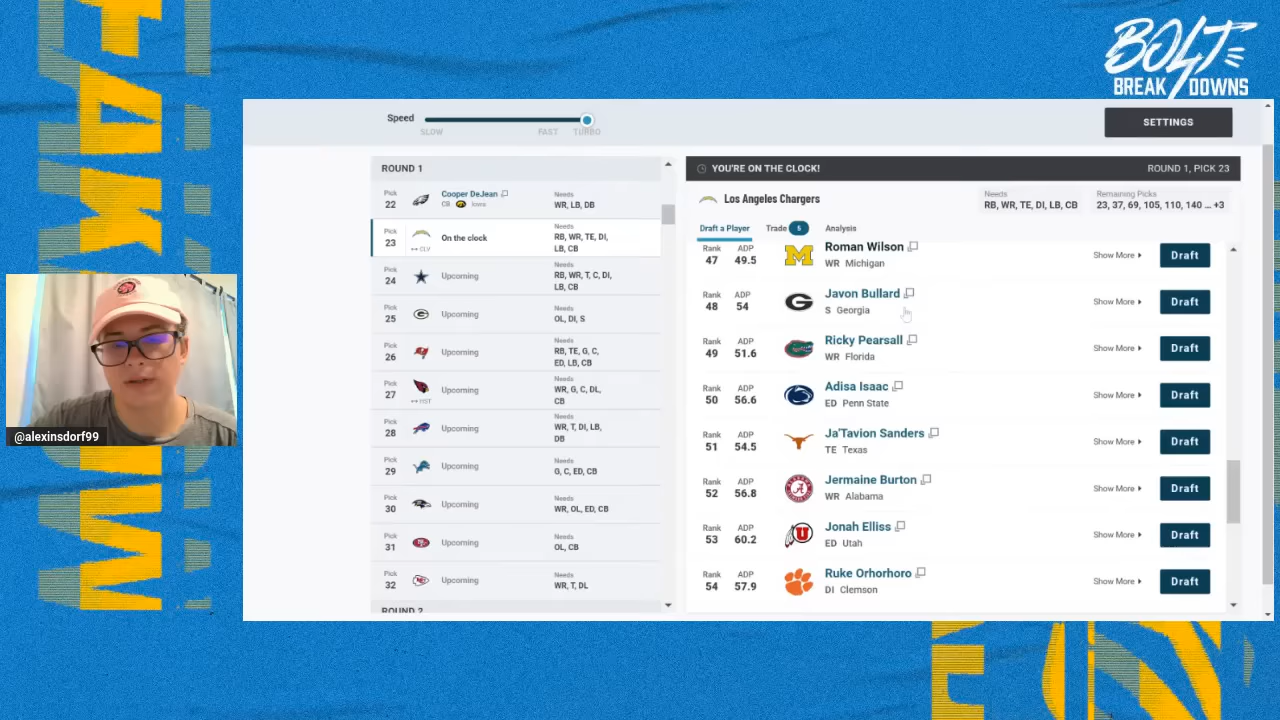 BOLT
BREAK DOWNS
Speed
SLOW
FAST
TURBO
SETTINGS
ROUND 1
Pick
22
Cooper DeJean
CB Iowa
Needs
WR, LB, DB
Pick
23
CLV
On the clock
Needs
RB, WR, TE, DI,
LB, CB
Pick
24
Upcoming
Needs
RB, WR, T, C, DI,
LB, CB
Pick
25
Upcoming
Needs
OL, DI, S
Pick
26
Upcoming
Needs
RB, TE, G, C,
ED, LB, CB
Pick
27
HST
Upcoming
Needs
WR, G, C, DL,
CB
Pick
28
Upcoming
Needs
WR, T, DI, LB,
DB
Pick
29
Upcoming
Needs
G, C, ED, CB
Pick
30
Upcoming
Needs
WR, OL, ED, CB
Pick
31
Upcoming
Needs
OL, CB
Pick
32
Upcoming
Needs
WR, T, DL
ROUND 2
YOU'RE ON THE CLOCK!
ROUND 1, PICK 23
Los Angeles Chargers
Needs
RB, WR, TE, DI, LB, CB
Remaining Picks
23, 37, 69, 105, 110, 140 ... +3
Draft a Player
Trade 5
Analysis
Rank
47
ADP
49.5
Roman Wilson
WR Michigan
Show More
Draft
Rank
48
ADP
54
Javon Bullard
S Georgia
Show More
Draft
Rank
49
ADP
51.6
Ricky Pearsall
WR Florida
Show More
Draft
Rank
50
ADP
56.6
Adisa Isaac
ED Penn State
Show More
Draft
Rank
51
ADP
54.5
Ja'Tavion Sanders
TE Texas
Show More
Draft
Rank
52
ADP
56.8
Jermaine Burton
WR Alabama
Show More
Draft
Rank
53
ADP
60.2
Jonah Elliss
ED Utah
Show More
Draft
Rank
54
ADP
57.9
Ruke Orhorhoro
DI Clemson
Show More
Draft
@alexinsdorf99